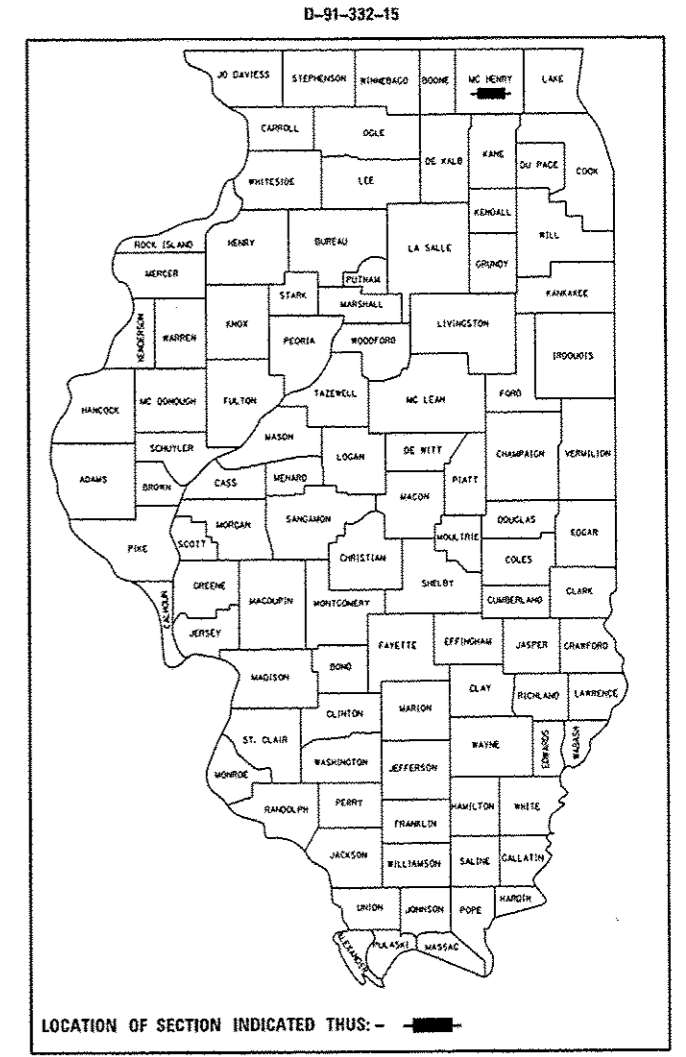 D-91-332-15
JO DAVIESS STEPHENSON WINNEBAGO BOONE MC HENRY LAKE
CARROLL OGLE DE KALB KANE DU PAGE COOK
WHITESIDE LEE KENDALL WILL
ROCK ISLAND HENRY BUREAU LA SALLE GRUNDY
MERCER STARK PUTNAM MARSHALL KANKAKEE
HENDERSON WARREN KNOX PEORIA WOODFORD LIVINGSTON IROQUOIS
HANCOCK MC DONOUGH FULTON TAZEWELL MC LEAN FORD
SCHUYLER MASON LOGAN DE WITT CHAMPAIGN VERMILION
ADAMS BROWN CASS MENARD MACON PIATT
PIKE SCOTT MORGAN SANGAMON CHRISTIAN MOULTRIE DOUGLAS EDGAR
COLES
CALHOUN GREENE MACOUPIN MONTGOMERY SHELBY CUMBERLAND CLARK
JERSEY FAYETTE EFFINGHAM JASPER CRAWFORD
MADISON BOND CLAY RICHLAND LAWRENCE
CLINTON MARION
ST. CLAIR WASHINGTON JEFFERSON WAYNE EDWARDS WABASH
MONROE
RANDOLPH PERRY FRANKLIN HAMILTON WHITE
JACKSON WILLIAMSON SALINE GALLATIN
UNION JOHNSON POPE HARDIN
ALEXANDER PULASKI MASSAC
LOCATION OF SECTION INDICATED THUS: -